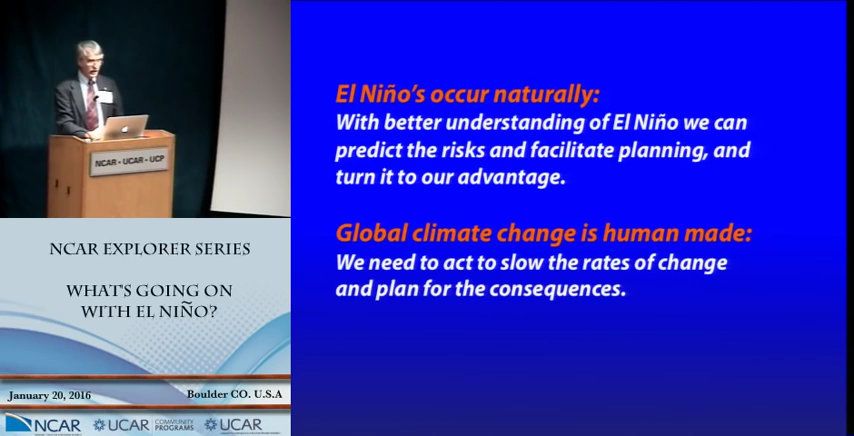 NCAR - UCAR - UCP
NCAR EXPLORER SERIES
WHAT'S GOING ON
WITH EL NIÑO?
January 20, 2016
Boulder CO. U.S.A
NCAR
UCAR
COMMUNITY
PROGRAMS
UCAR
El Niño's occur naturally:
With better understanding of El Niño we can
predict the risks and facilitate planning, and
turn it to our advantage.
Global climate change is human made:
We need to act to slow the rates of change
and plan for the consequences.